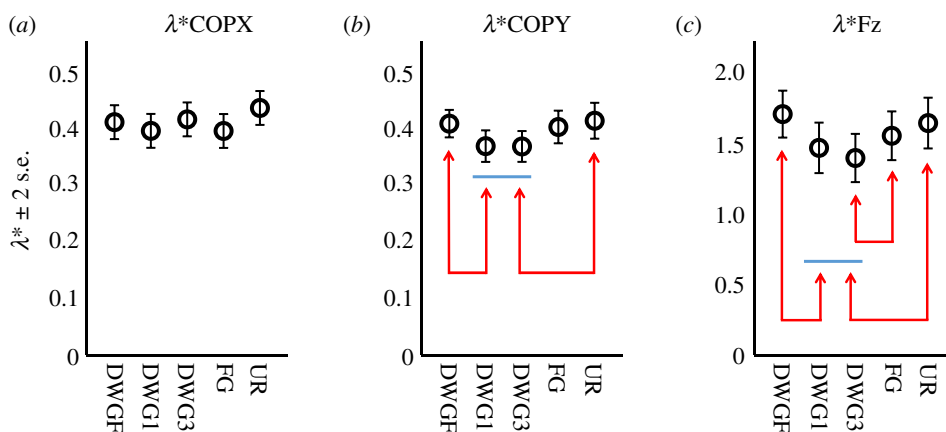 (a) λ*COPX
λ* ± 2 s.e.
0.5
0.4
0.3
0.2
0.1
0
DWGF
DWG1
DWG3
FG
UR
(b) λ*COPY
0.5
0.4
0.3
0.2
0.1
0
DWGF
DWG1
DWG3
FG
UR
(c) λ*Fz
2.0
1.5
1.0
0.5
0
DWGF
DWG1
DWG3
FG
UR